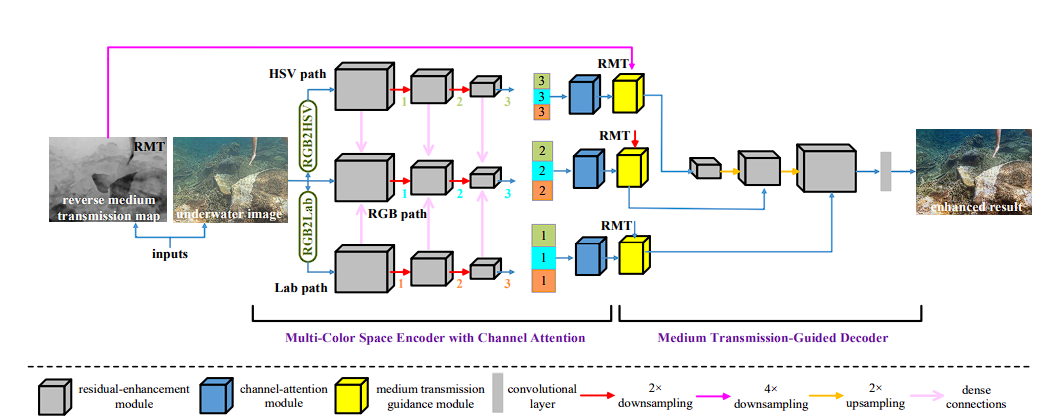 RMT
HSV path
3
3
3
1
2
3
RGB2HSV
RMT
RMT
reverse medium
transmission map
underwater image
2
2
2
1
2
3
enhanced result
RGB2Lab
RGB path
inputs
RMT
1
1
1
1
2
3
Lab path
Multi-Color Space Encoder with Channel Attention
Medium Transmission-Guided Decoder
residual-enhancement
module
channel-attention
module
medium transmission
guidance module
convolutional
layer
2×
downsampling
4×
downsampling
2×
upsampling
dense
connections